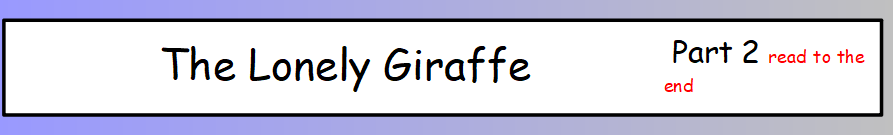 The Lonely Giraffe
Part 2 read to the
end